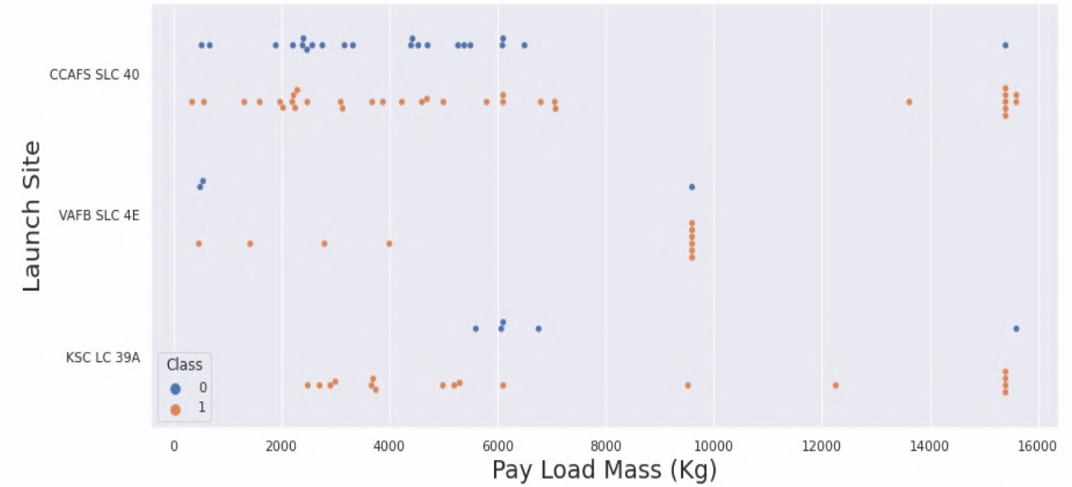 CCAFS SLC 40
VAFB SLC 4E
KSC LC 39A
Launch Site
Class
0
1
0 2000 4000 6000 8000 10000 12000 14000 16000
Pay Load Mass (Kg)